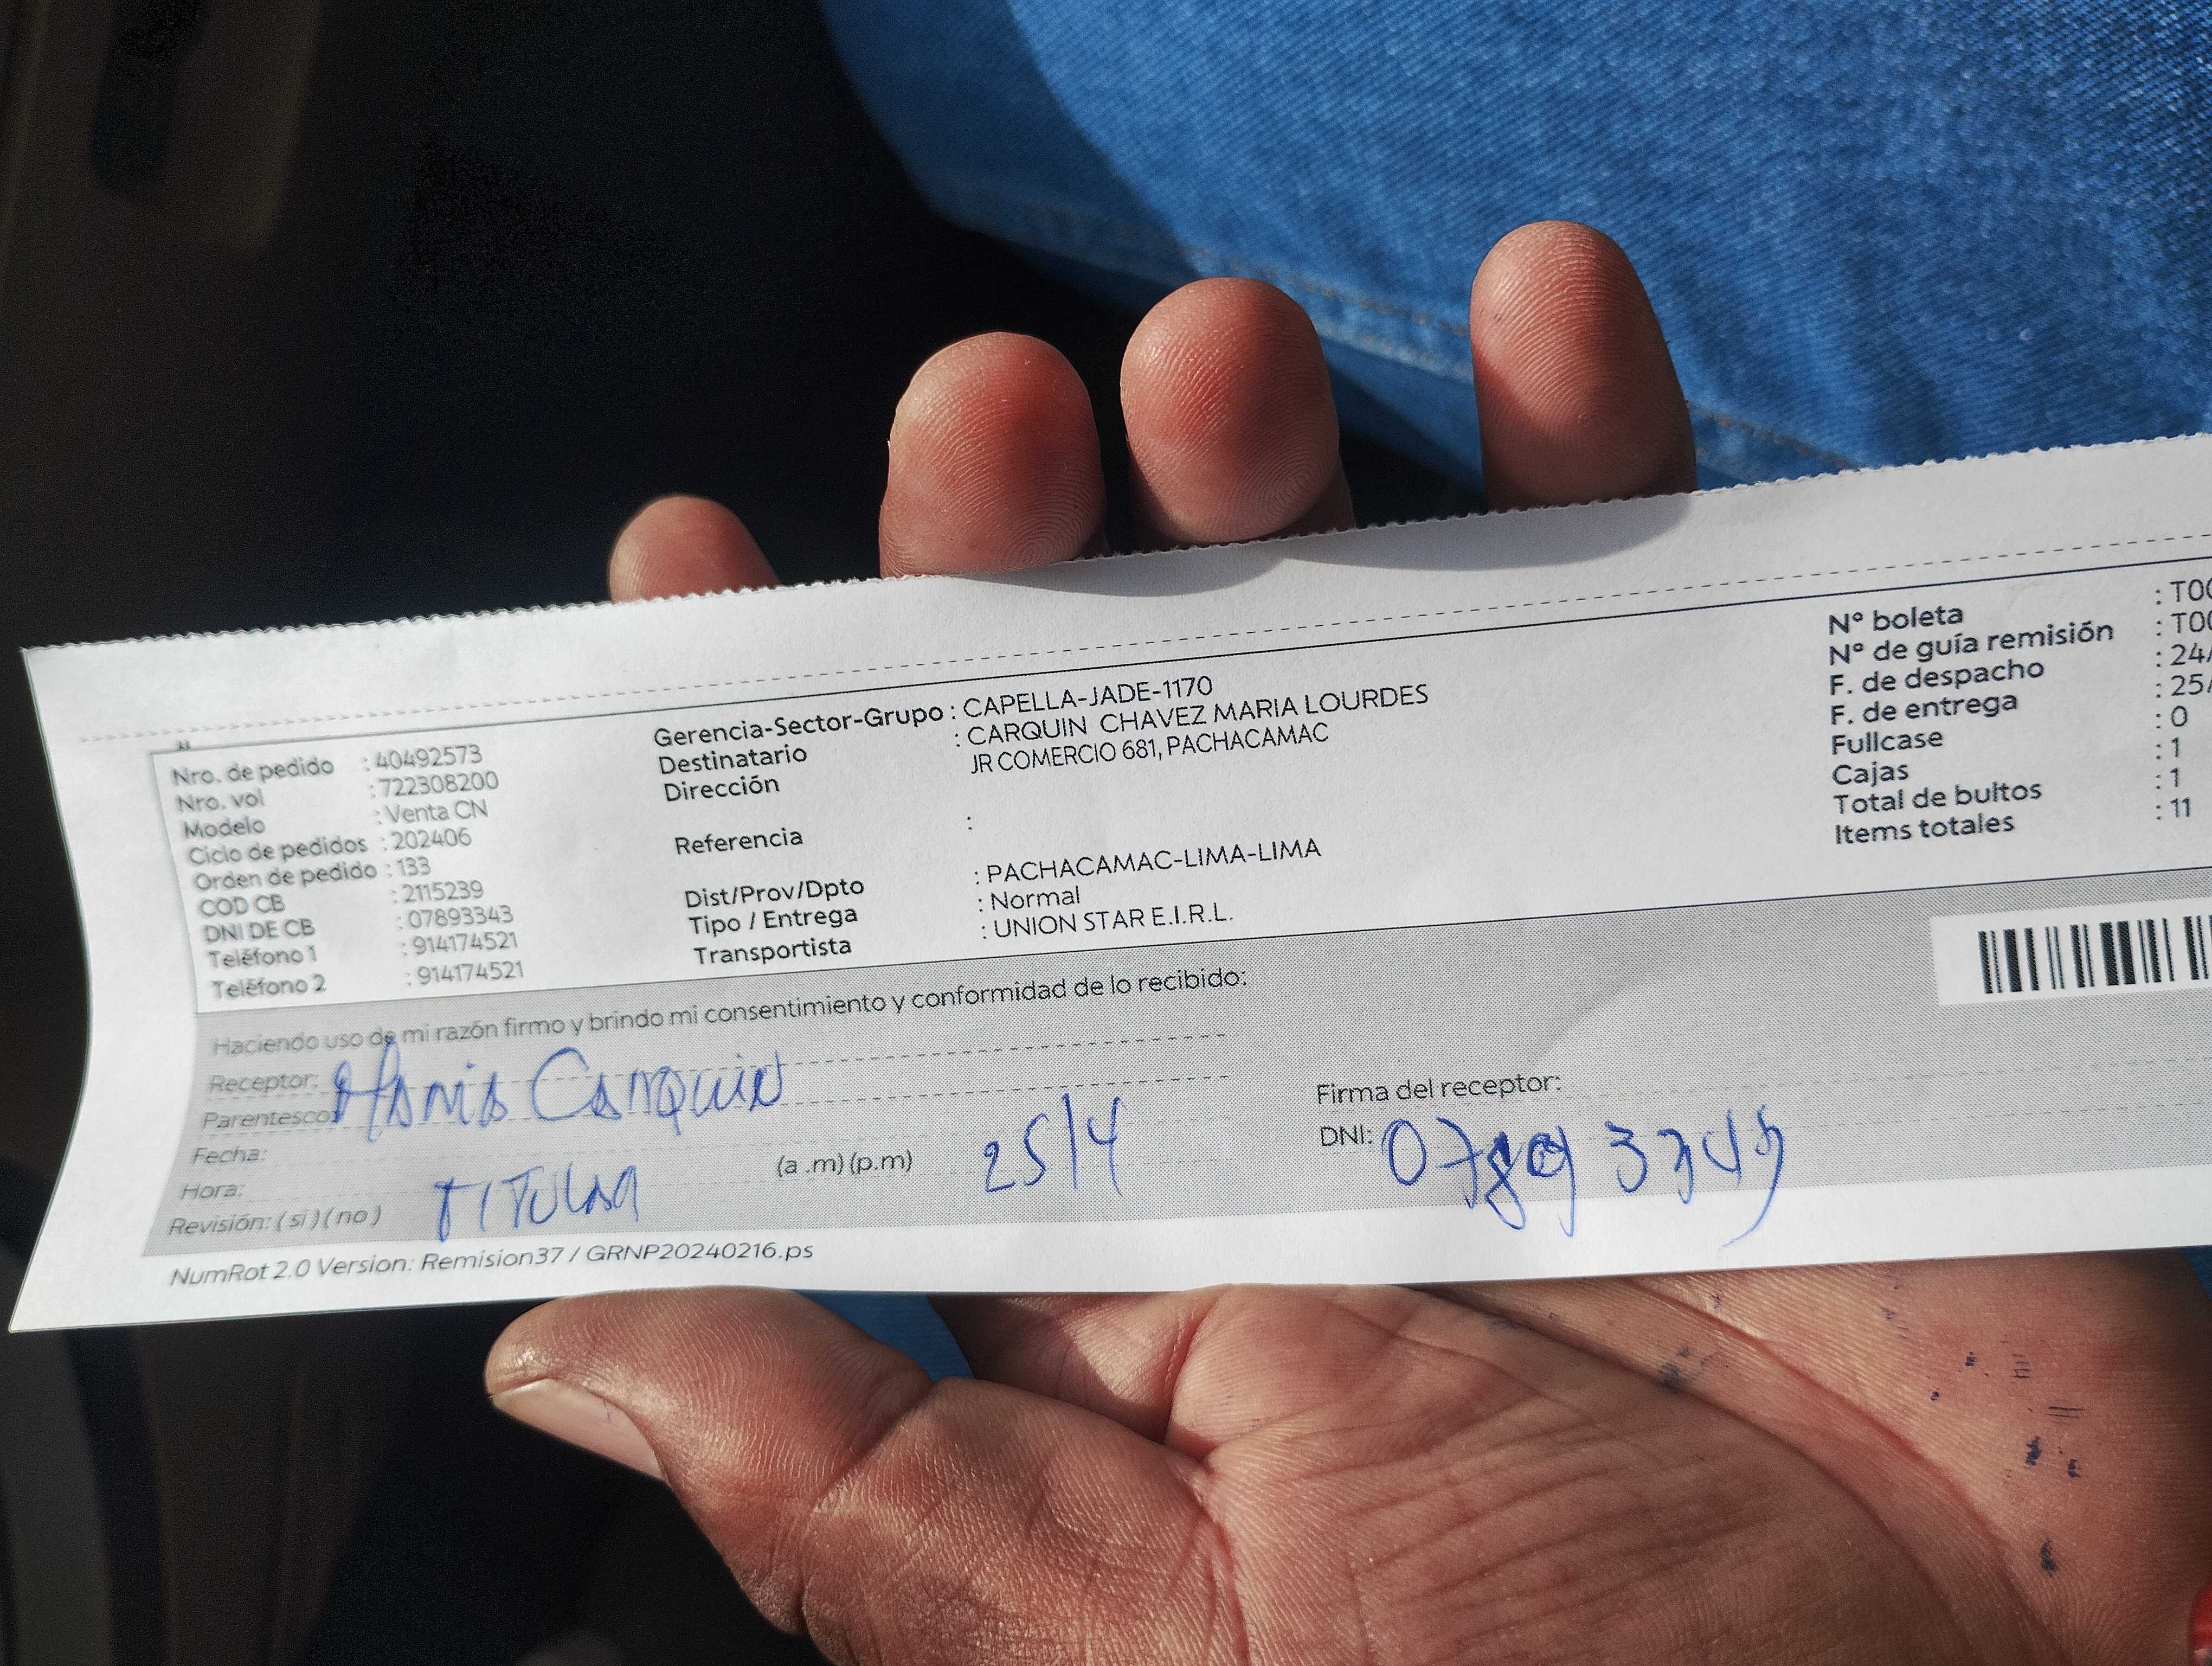 Nro. de pedido : 40492573
Nro. vol : 722308200
Modelo : Venta CN
Ciclo de pedidos : 202406
Orden de pedido : 133
COD CB : 2115239
DNI DE CB : 07893343
Teléfono 1 : 914174521
Teléfono 2 : 914174521
Gerencia-Sector-Grupo : CAPELLA-JADE-1170
Destinatario : CARQUIN CHAVEZ MARIA LOURDES
Dirección JR COMERCIO 681, PACHACAMAC
Referencia :
Dist/Prov/Dpto : PACHACAMAC-LIMA-LIMA
Tipo / Entrega : Normal
Transportista : UNION STAR E.I.R.L.
N° boleta : T00
N° de guía remisión : T00
F. de despacho : 24/
F. de entrega : 25/
Fullcase : 0
Cajas : 1
Total de bultos : 1
Items totales : 11
Haciendo uso de mi razón firmo y brindo mi consentimiento y conformidad de lo recibido:
Receptor: Maria Carquin
Parentesco:
Fecha:
Hora: (a .m) (p.m) 25/4
Revisión: ( si ) ( no ) TITULAR
Firma del receptor:
DNI:
NumRot 2.0 Version: Remision37 / GRNP20240216.ps